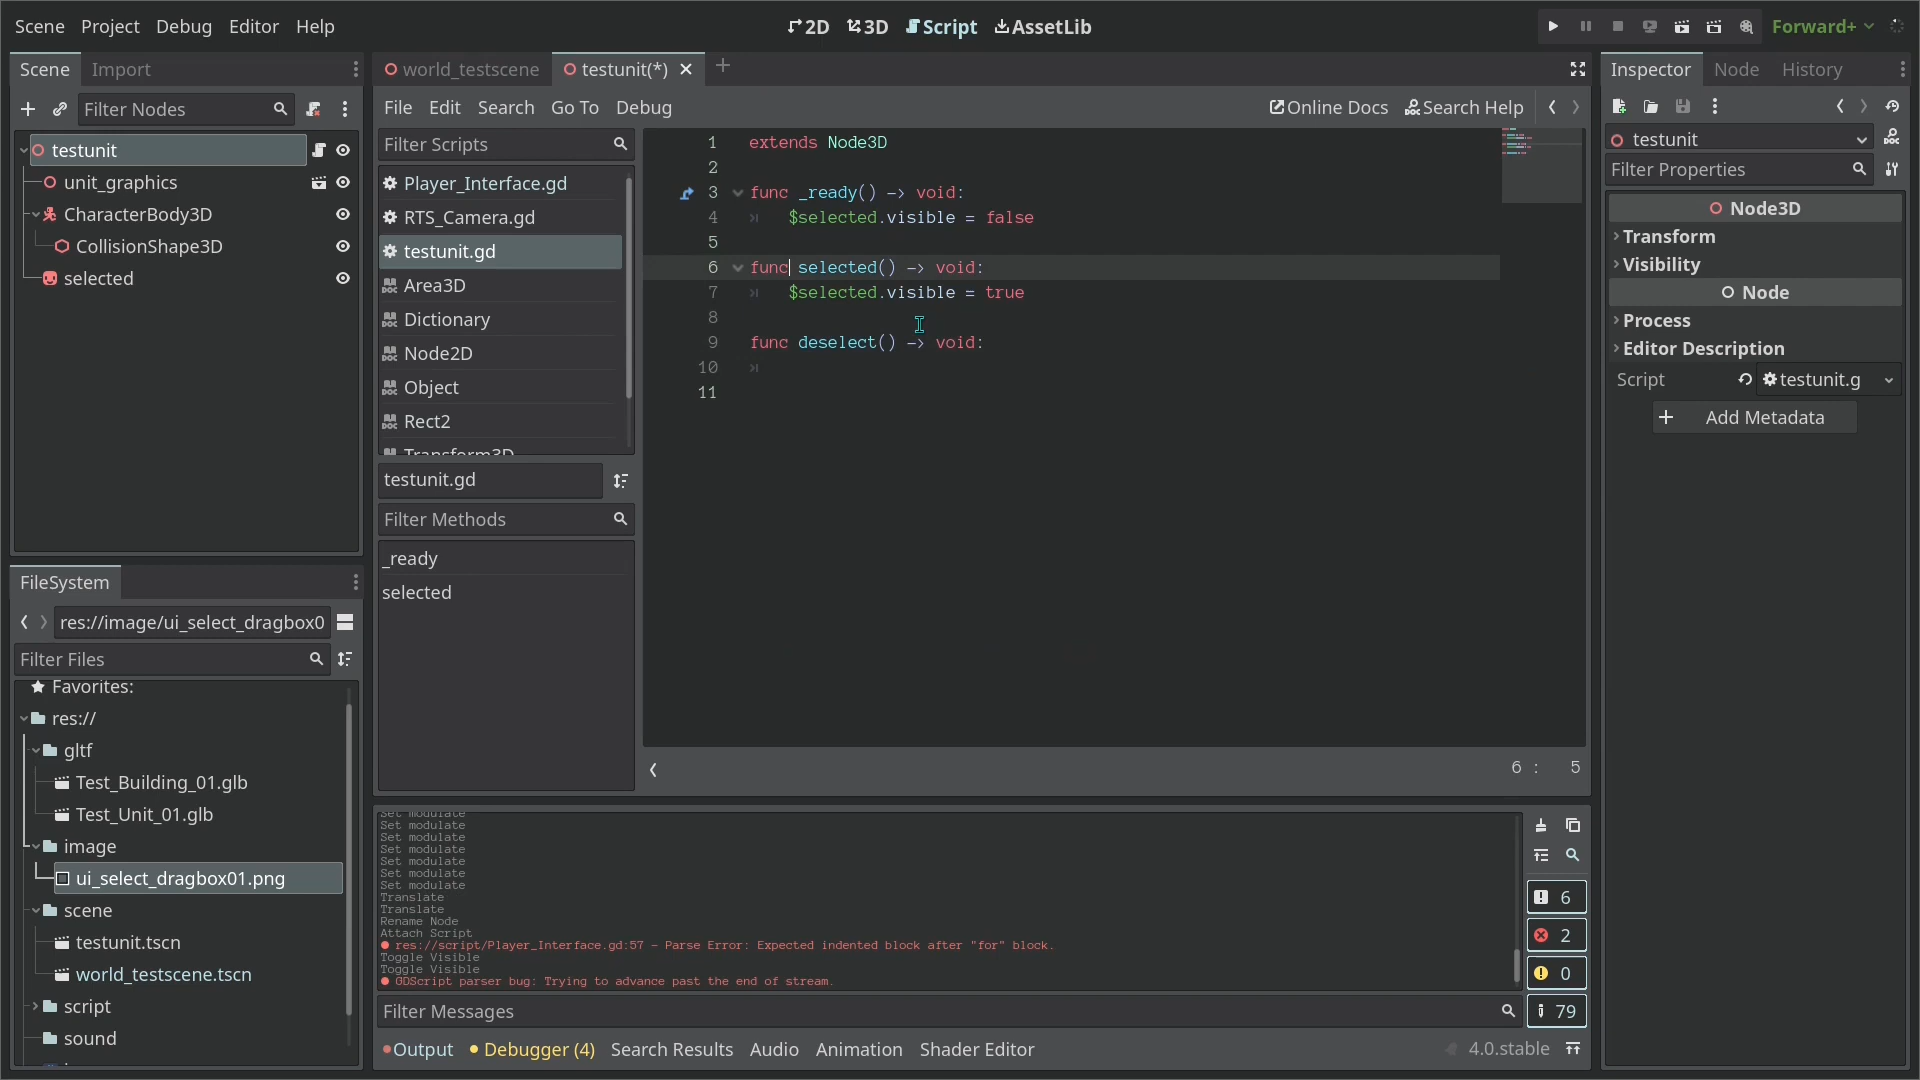 Scene Project Debug Editor Help
2D 3D Script AssetLib
Forward+
Scene Import
Filter Nodes
testunit
unit_graphics
CharacterBody3D
CollisionShape3D
selected
FileSystem
res://image/ui_select_dragbox0
Filter Files
Favorites:
res://
gltf
Test_Building_01.glb
Test_Unit_01.glb
image
ui_select_dragbox01.png
scene
testunit.tscn
world_testscene.tscn
script
sound
world_testscene testunit(*)
File Edit Search Go To Debug
Online Docs Search Help
Filter Scripts
Player_Interface.gd
RTS_Camera.gd
testunit.gd
Area3D
Dictionary
Node2D
Object
Rect2
Transform3D
testunit.gd
Filter Methods
_ready
selected
1 extends Node3D
2
3 func _ready() -> void:
4 $selected.visible = false
5
6 func selected() -> void:
7 $selected.visible = true
8
9 func deselect() -> void:
10
11
6 : 5
Set modulate
Set modulate
Set modulate
Set modulate
Set modulate
Set modulate
Set modulate
Translate
Translate
Rename Node
Attach Script
res://script/Player_Interface.gd:57 - Parse Error: Expected indented block after "for" block.
Toggle Visible
Toggle Visible
GDScript parser bug: Trying to advance past the end of stream.
Filter Messages
6
2
0
79
Output Debugger (4) Search Results Audio Animation Shader Editor
4.0.stable
Inspector Node History
testunit
Filter Properties
Node3D
Transform
Visibility
Node
Process
Editor Description
Script testunit.g
Add Metadata